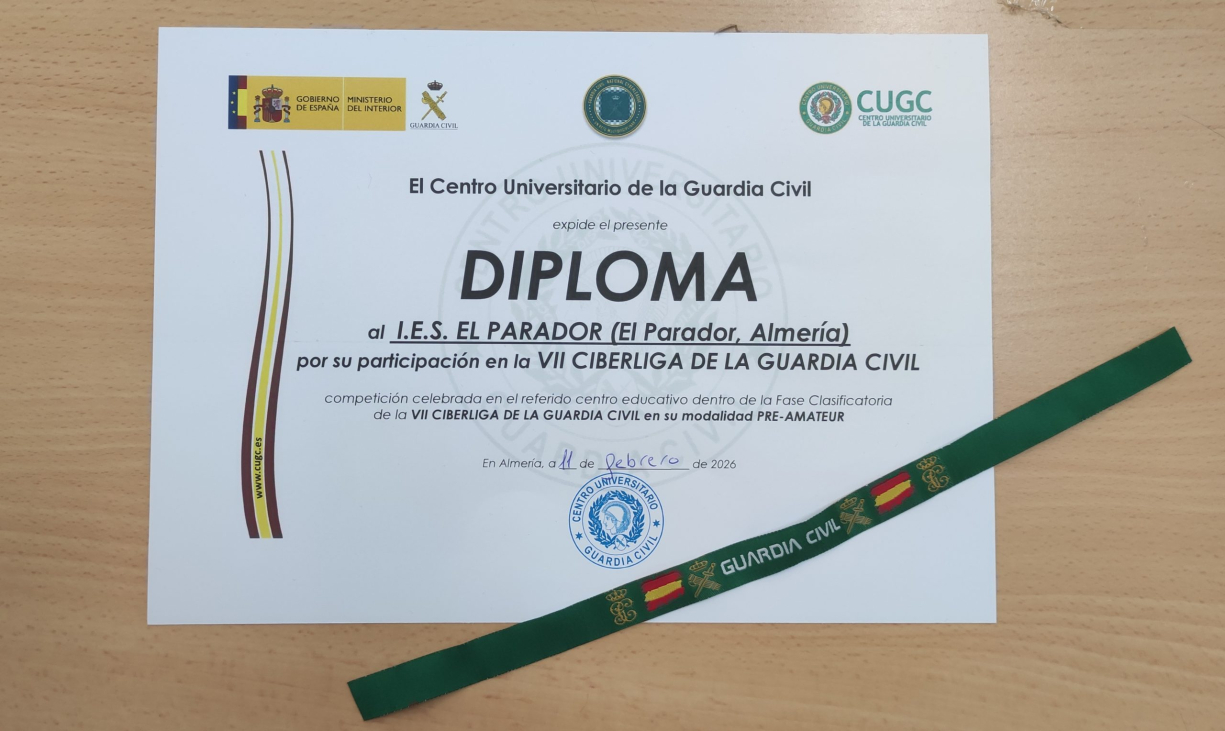 GOBIERNO
DE ESPAÑA
MINISTERIO
DEL INTERIOR
GUARDIA CIVIL
CUGC
CENTRO UNIVERSITARIO
DE LA GUARDIA CIVIL
El Centro Universitario de la Guardia Civil
expide el presente
DIPLOMA
al I.E.S. EL PARADOR (El Parador, Almería)
por su participación en la VII CIBERLIGA DE LA GUARDIA CIVIL
competición celebrada en el referido centro educativo dentro de la Fase Clasificatoria
de la VII CIBERLIGA DE LA GUARDIA CIVIL en su modalidad PRE-AMATEUR
En Almería, a 11 de febrero de 2026
www.cugc.es
CENTRO UNIVERSITARIO
GUARDIA CIVIL
CENTRO UNIVERSITARIO
GUARDIA CIVIL
GUARDIA CIVIL